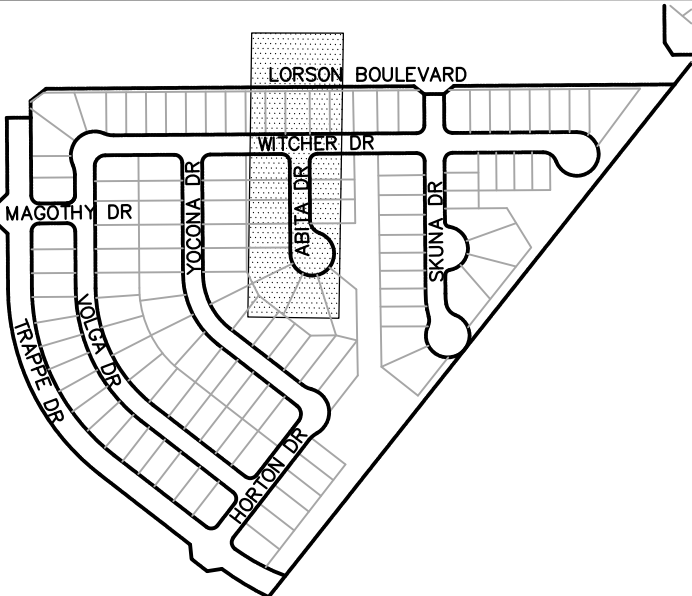 LORSON BOULEVARD
WITCHER DR
MAGOTHY DR
YOCONA DR
ABITA DR
SKUNA DR
VOLGA DR
TRAPPE DR
HORTON DR